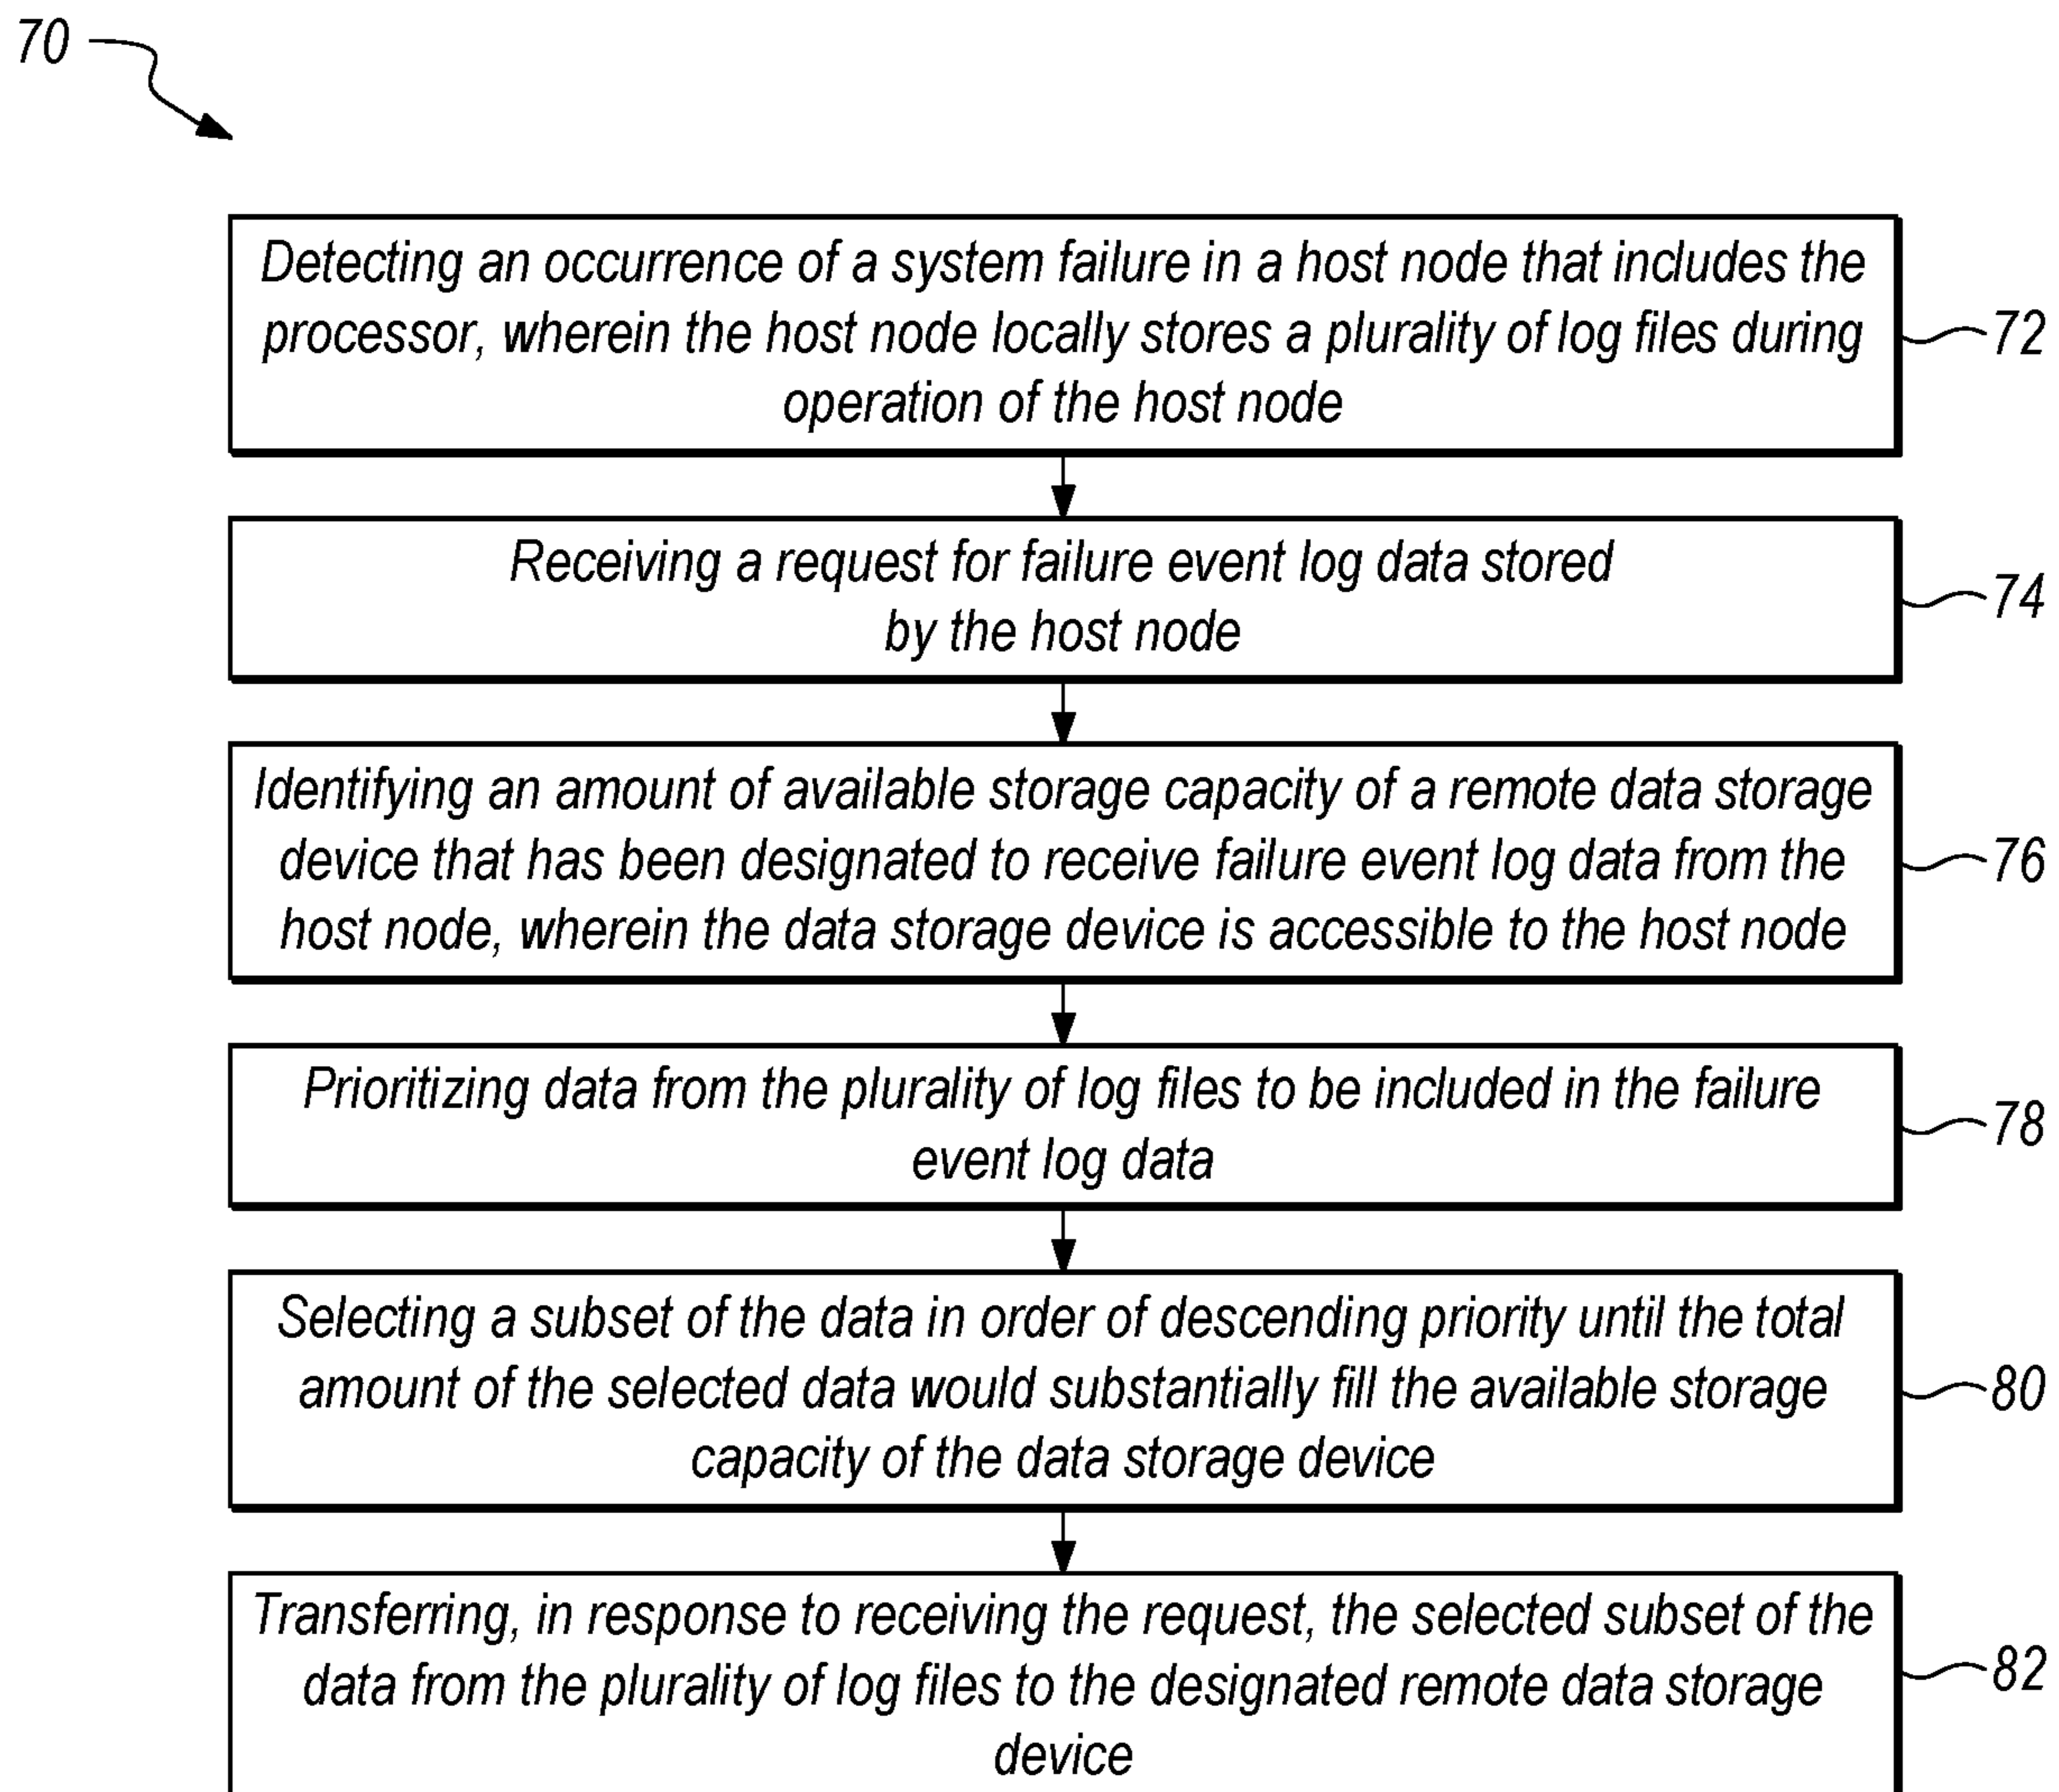 70
Detecting an occurrence of a system failure in a host node that includes the
processor, wherein the host node locally stores a plurality of log files during
operation of the host node
72
Receiving a request for failure event log data stored
by the host node
74
Identifying an amount of available storage capacity of a remote data storage
device that has been designated to receive failure event log data from the
host node, wherein the data storage device is accessible to the host node
76
Prioritizing data from the plurality of log files to be included in the failure
event log data
78
Selecting a subset of the data in order of descending priority until the total
amount of the selected data would substantially fill the available storage
capacity of the data storage device
80
Transferring, in response to receiving the request, the selected subset of the
data from the plurality of log files to the designated remote data storage
device
82